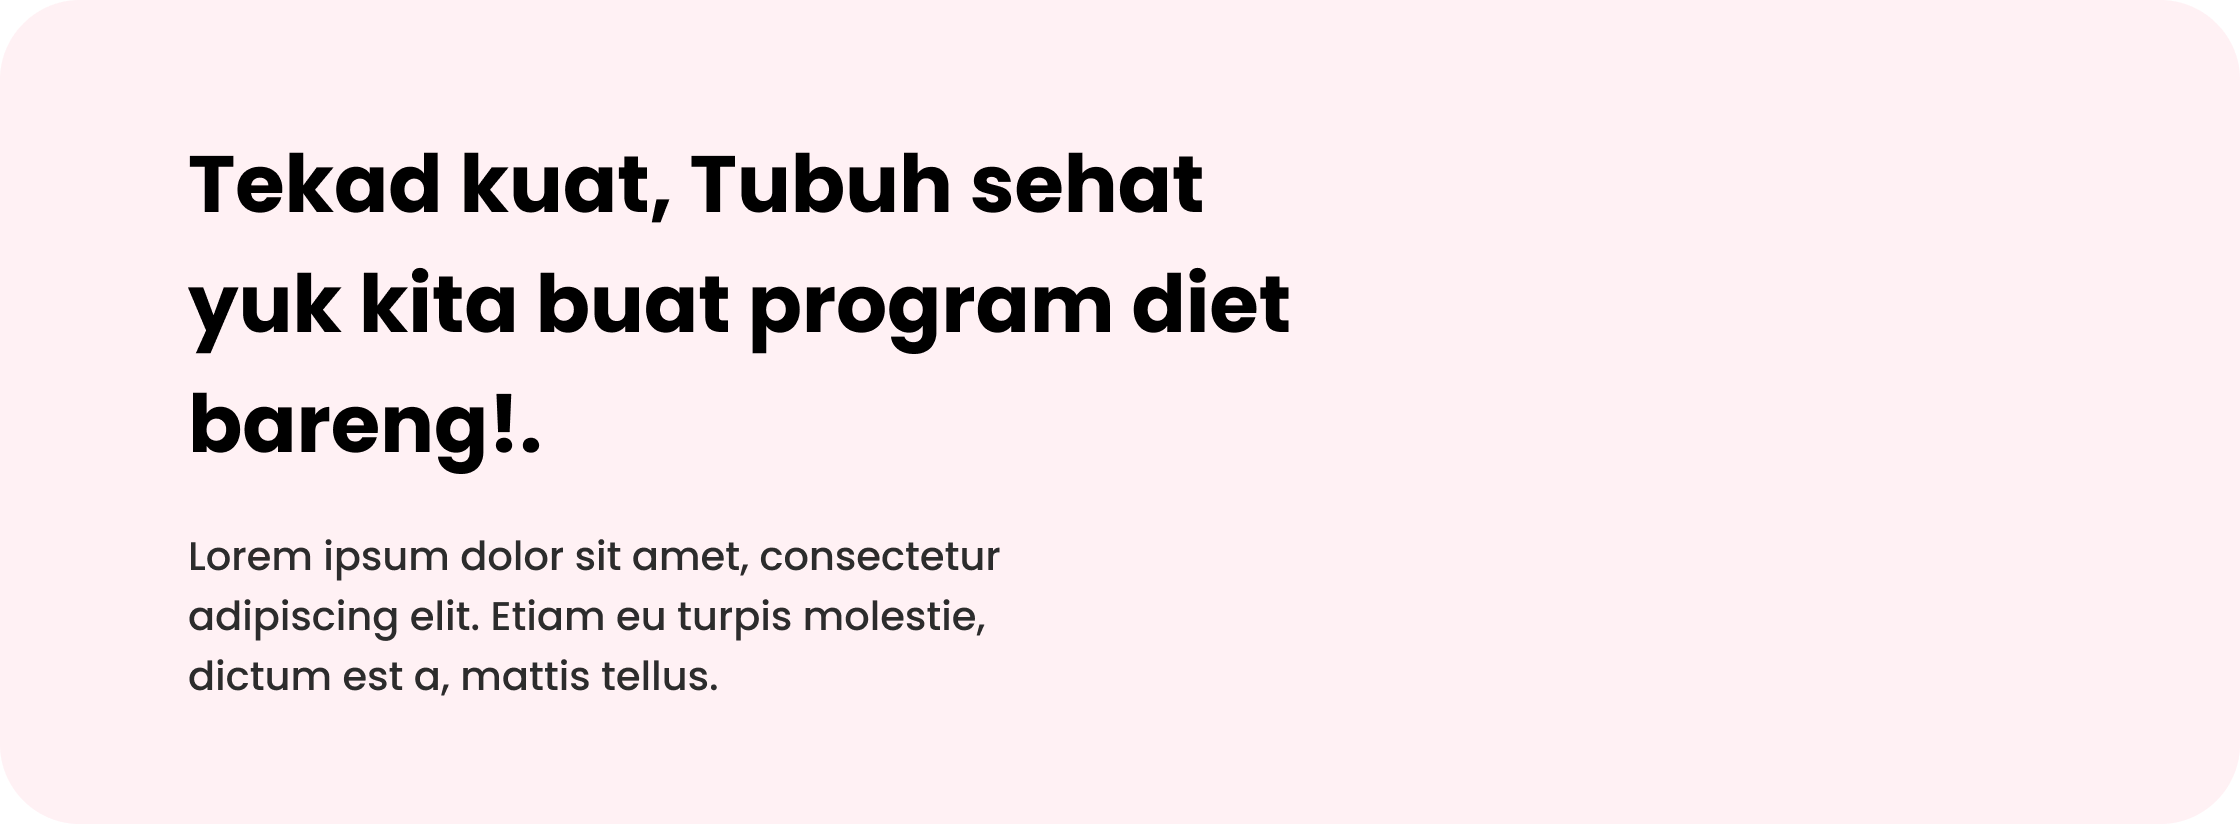 Tekad kuat, Tubuh sehat
yuk kita buat program diet
bareng!.
Lorem ipsum dolor sit amet, consectetur
adipiscing elit. Etiam eu turpis molestie,
dictum est a, mattis tellus.